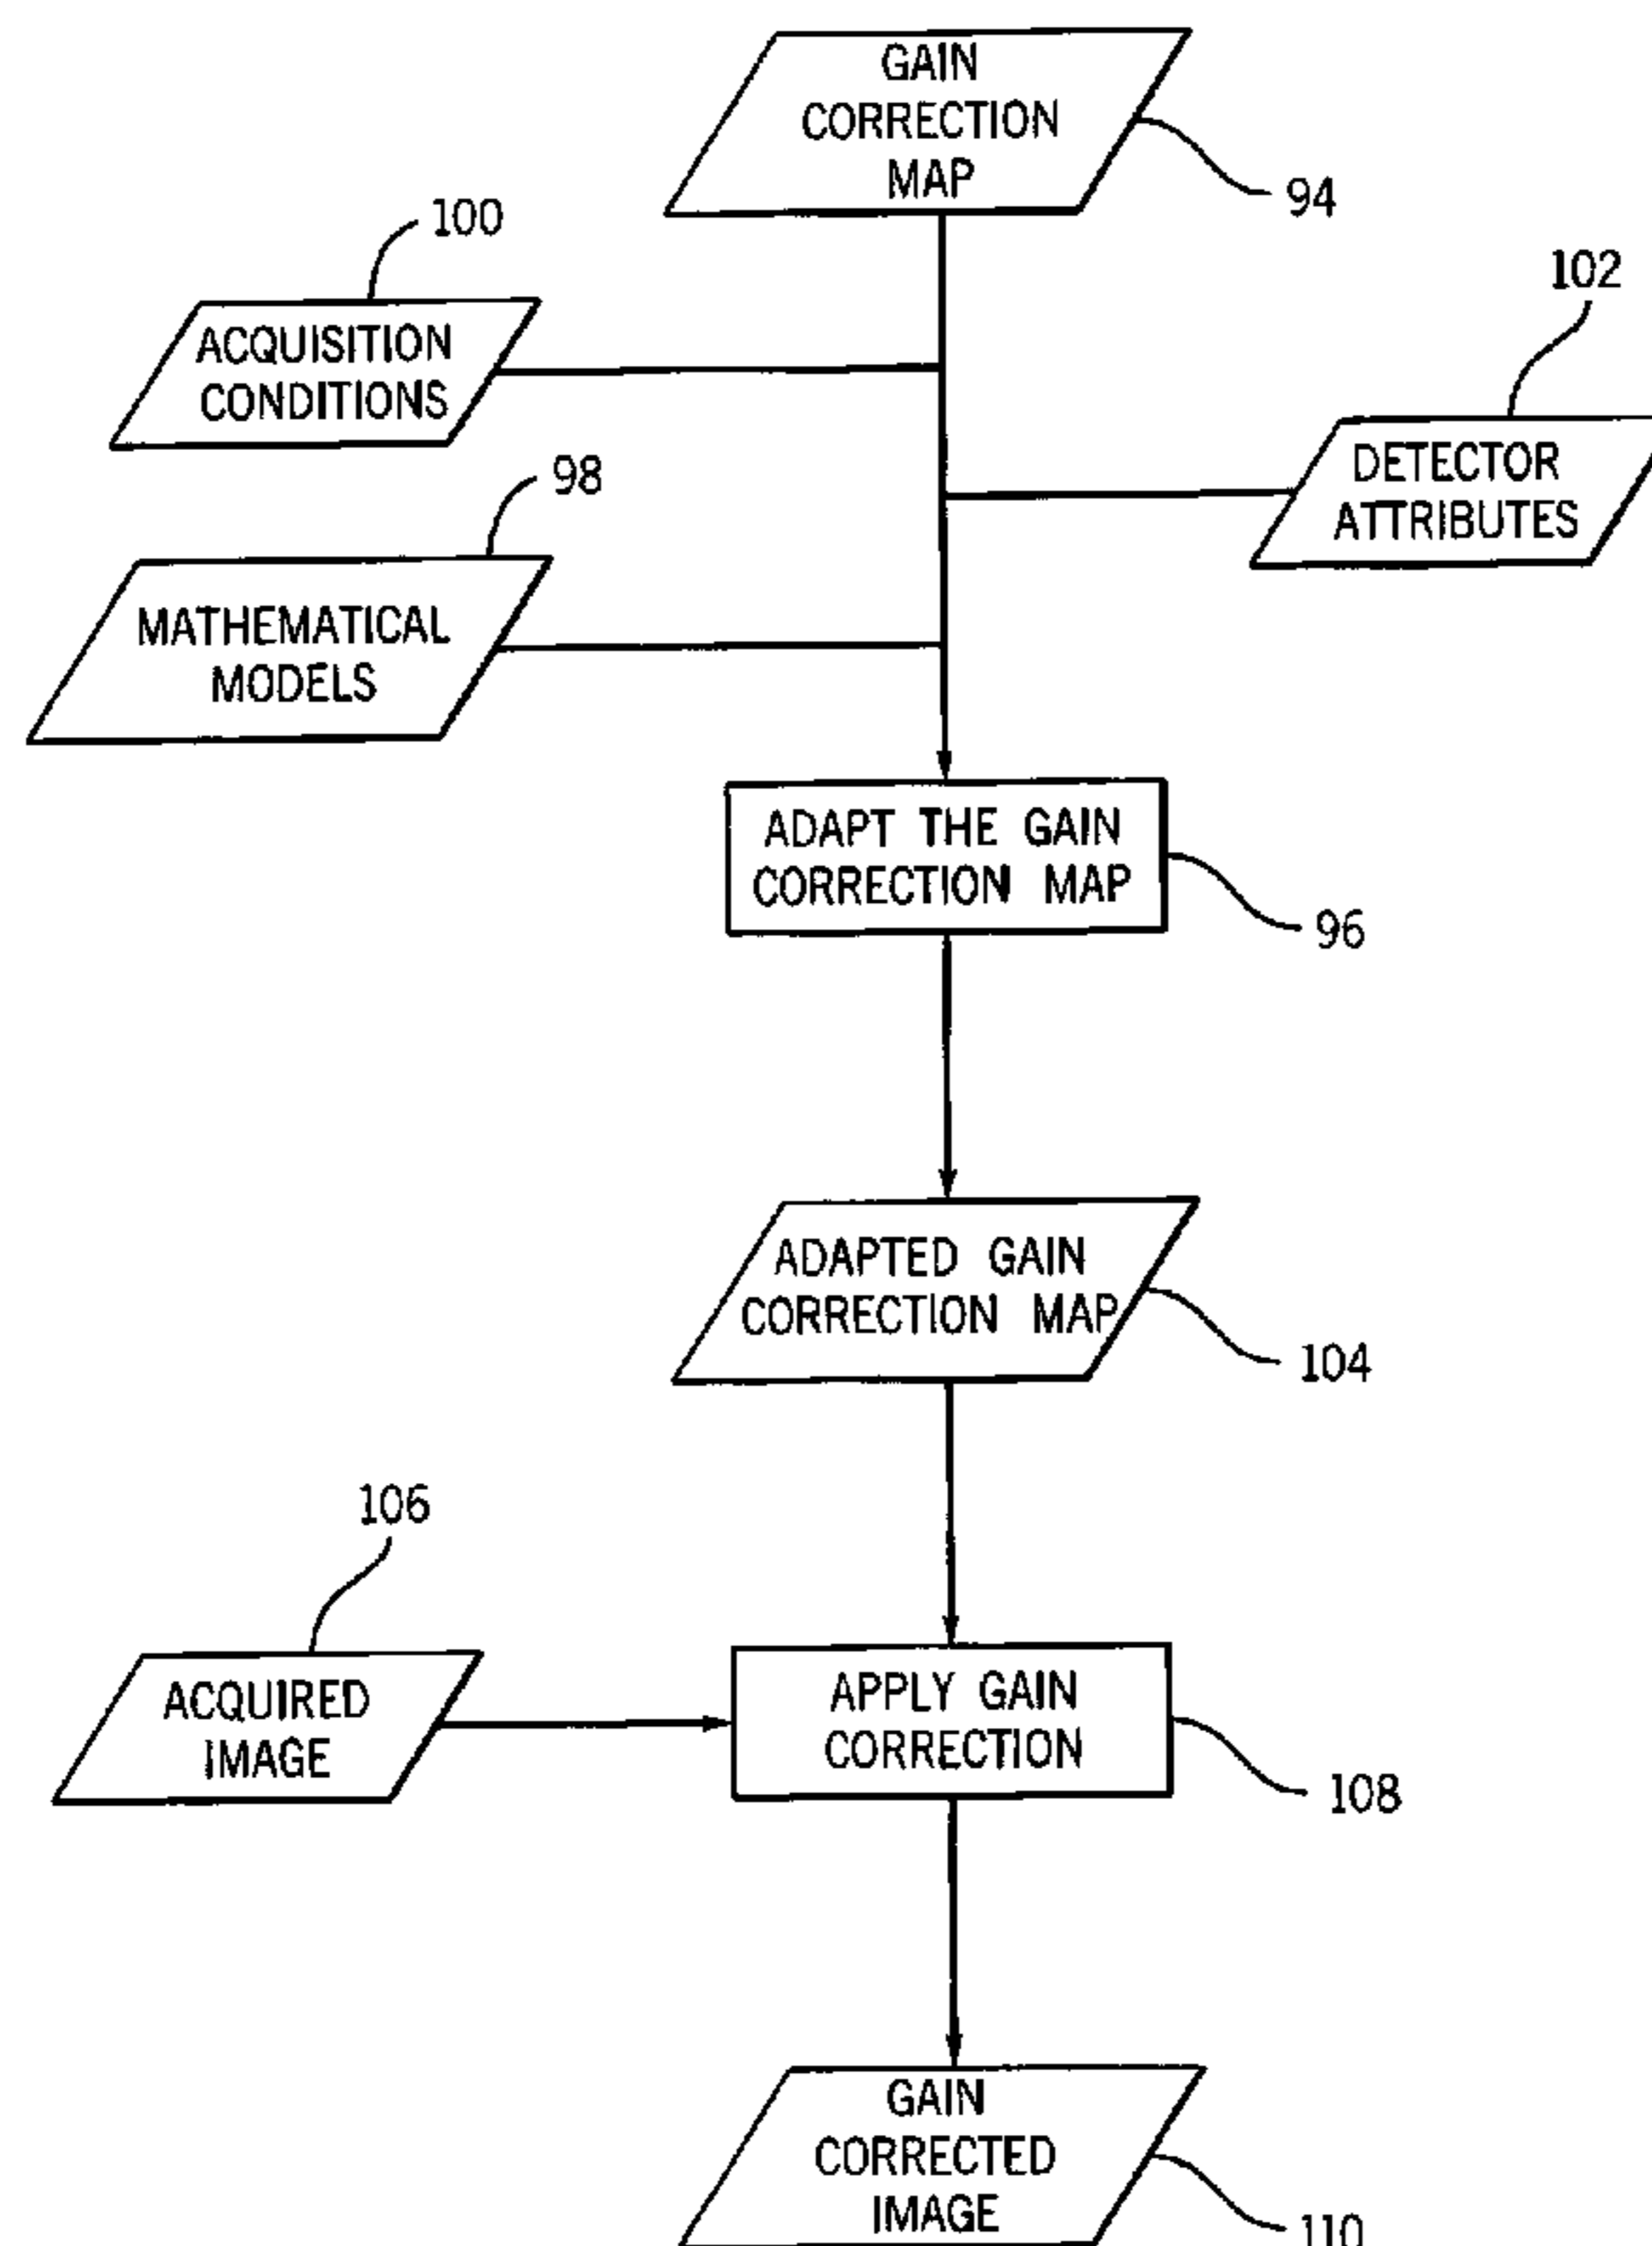 GAIN
CORRECTION
MAP
94
100
ACQUISITION
CONDITIONS
102
DETECTOR
ATTRIBUTES
98
MATHEMATICAL
MODELS
ADAPT THE GAIN
CORRECTION MAP
96
ADAPTED GAIN
CORRECTION MAP
104
106
ACQUIRED
IMAGE
APPLY GAIN
CORRECTION
108
GAIN
CORRECTED
IMAGE
110